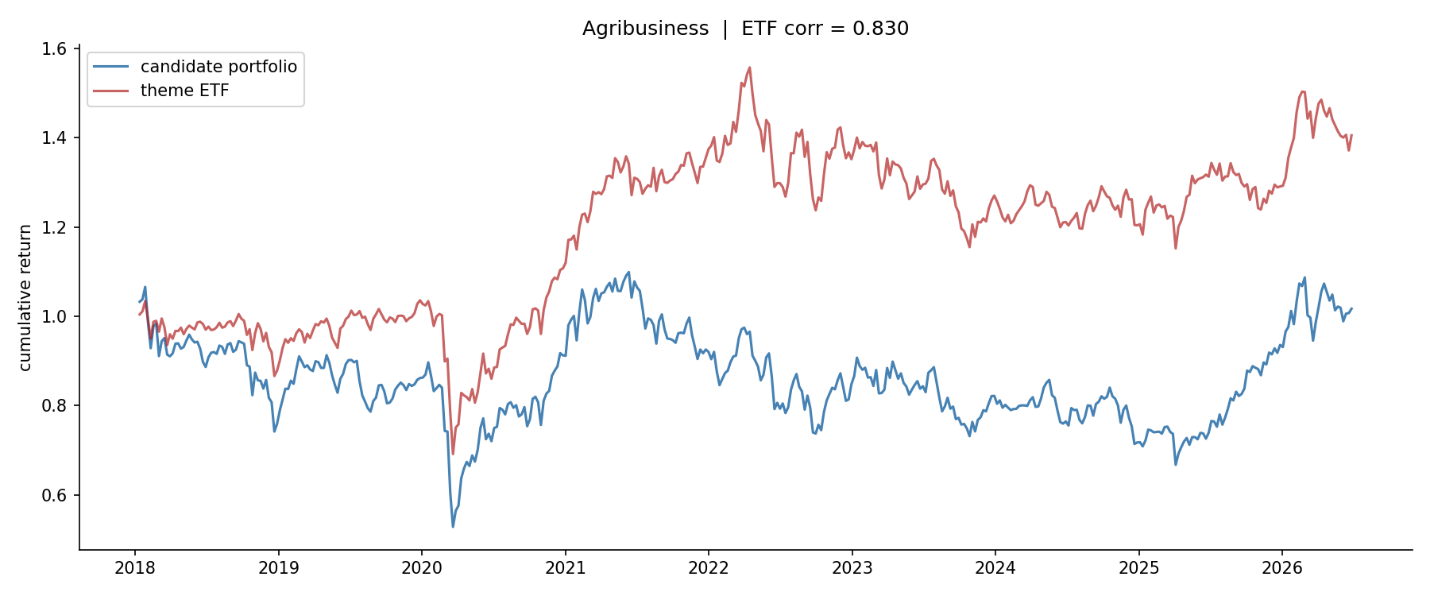 Agribusiness | ETF corr = 0.830
candidate portfolio
theme ETF
cumulative return
1.6
1.4
1.2
1.0
0.8
0.6
2018 2019 2020 2021 2022 2023 2024 2025 2026